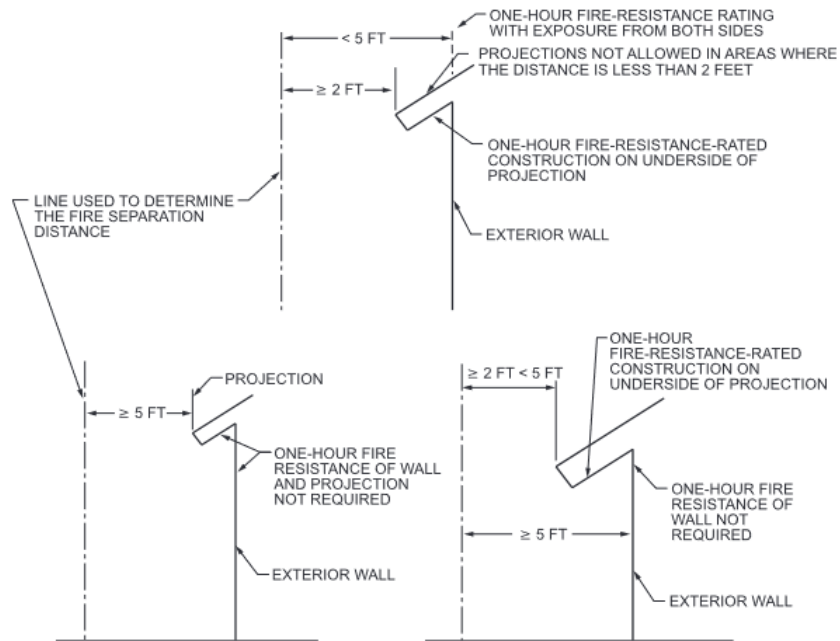 ONE-HOUR FIRE-RESISTANCE RATING
WITH EXPOSURE FROM BOTH SIDES
< 5 FT
PROJECTIONS NOT ALLOWED IN AREAS WHERE
THE DISTANCE IS LESS THAN 2 FEET
≥ 2 FT
ONE-HOUR FIRE-RESISTANCE-RATED
CONSTRUCTION ON UNDERSIDE OF
PROJECTION
LINE USED TO DETERMINE
THE FIRE SEPARATION
DISTANCE
EXTERIOR WALL
PROJECTION
≥ 5 FT
ONE-HOUR FIRE
RESISTANCE OF WALL
AND PROJECTION
NOT REQUIRED
EXTERIOR WALL
ONE-HOUR
FIRE-RESISTANCE-RATED
CONSTRUCTION ON
UNDERSIDE OF PROJECTION
≥ 2 FT < 5 FT
ONE-HOUR FIRE
RESISTANCE OF
WALL NOT
REQUIRED
≥ 5 FT
EXTERIOR WALL